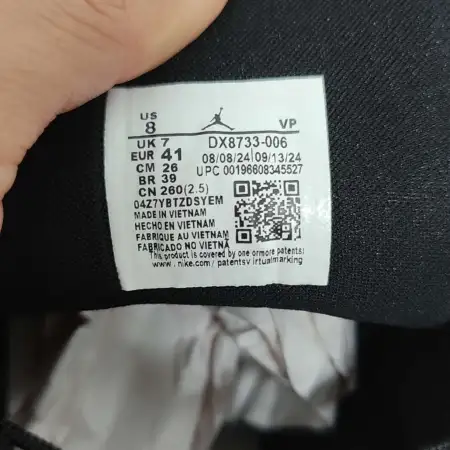 US
8
VP
UK 7
DX8733-006
EUR 41
08/08/24 09/13/24
CM 26
UPC 00196608345527
BR 39
CN 260(2.5)
04Z7YBTZDSYEM
MADE IN VIETNAM
HECHO EN VIETNAM
FABRIQUE AU VIETNAM
FABRICADO NO VIETNÃ
This product is covered by one ormore patents:
www.nike.com/patentsvirtualmarking